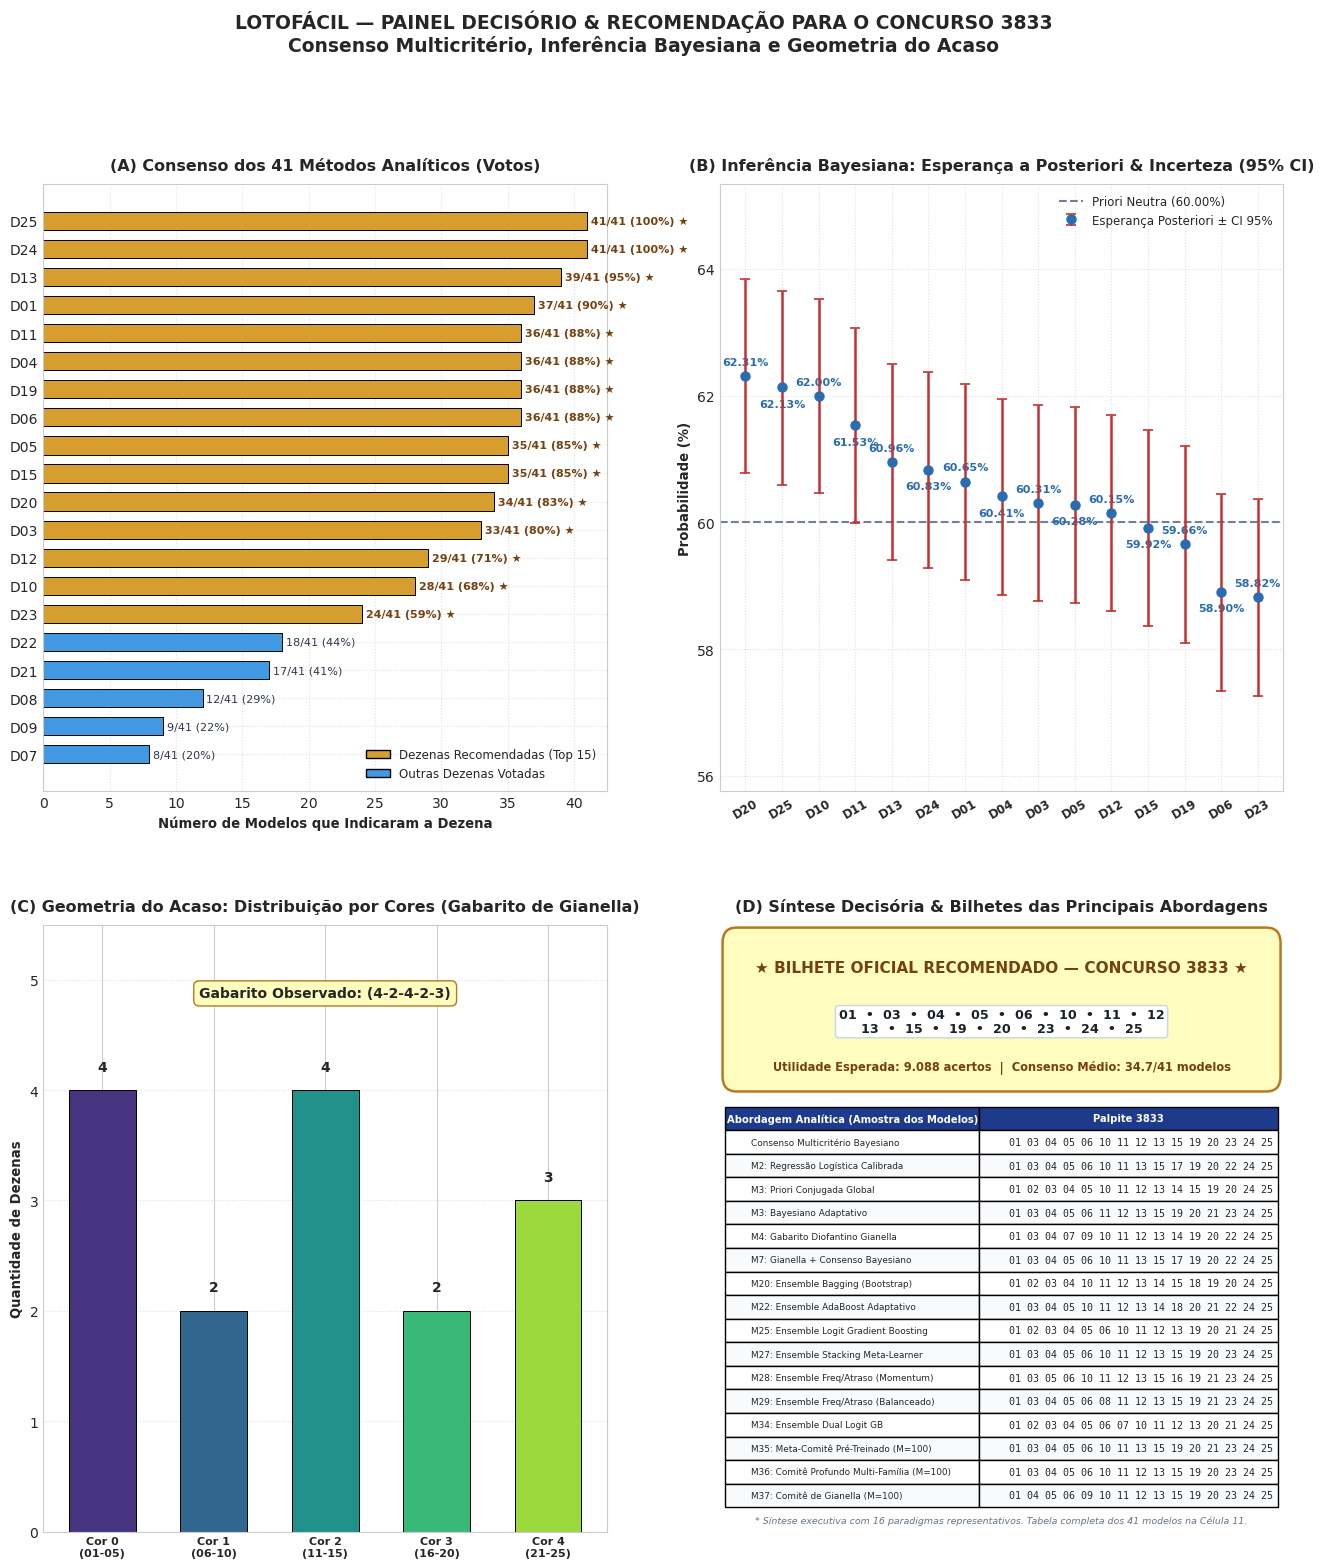 LOTOFÁCIL — PAINEL DECISÓRIO & RECOMENDAÇÃO PARA O CONCURSO 3833
Consenso Multicritério, Inferência Bayesiana e Geometria do Acaso
(A) Consenso dos 41 Métodos Analíticos (Votos)
D25 41/41 (100%) ★
D24 41/41 (100%) ★
D13 39/41 (95%) ★
D01 37/41 (90%) ★
D11 36/41 (88%) ★
D04 36/41 (88%) ★
D19 36/41 (88%) ★
D06 36/41 (88%) ★
D05 35/41 (85%) ★
D15 35/41 (85%) ★
D20 34/41 (83%) ★
D03 33/41 (80%) ★
D12 29/41 (71%) ★
D10 28/41 (68%) ★
D23 24/41 (59%) ★
D22 18/41 (44%)
D21 17/41 (41%)
D08 12/41 (29%)
D09 9/41 (22%)
D07 8/41 (20%)
Dezenas Recomendadas (Top 15)
Outras Dezenas Votadas
0 5 10 15 20 25 30 35 40
Número de Modelos que Indicaram a Dezena
(B) Inferência Bayesiana: Esperança a Posteriori & Incerteza (95% CI)
Priori Neutra (60.00%)
Esperança Posteriori ± CI 95%
Probabilidade (%)
64
62
60
58
56
62.31%
62.13%
62.00%
61.53%
60.96%
60.83%
60.65%
60.41%
60.31%
60.28%
60.15%
59.92%
59.66%
58.90%
58.82%
D20 D25 D10 D11 D13 D24 D01 D04 D03 D05 D12 D15 D19 D06 D23
(C) Geometria do Acaso: Distribuição por Cores (Gabarito de Gianella)
Gabarito Observado: (4-2-4-2-3)
Quantidade de Dezenas
5
4
3
2
1
0
4
2
4
2
3
Cor 0 Cor 1 Cor 2 Cor 3 Cor 4
(01-05) (06-10) (11-15) (16-20) (21-25)
(D) Síntese Decisória & Bilhetes das Principais Abordagens
★ BILHETE OFICIAL RECOMENDADO — CONCURSO 3833 ★
01 • 03 • 04 • 05 • 06 • 10 • 11 • 12
13 • 15 • 19 • 20 • 23 • 24 • 25
Utilidade Esperada: 9.088 acertos | Consenso Médio: 34.7/41 modelos
Abordagem Analítica (Amostra dos Modelos) Palpite 3833
Consenso Multicritério Bayesiano 01 03 04 05 06 10 11 12 13 15 19 20 23 24 25
M2: Regressão Logística Calibrada 01 03 04 05 06 10 11 13 15 17 19 20 22 24 25
M3: Priori Conjugada Global 01 02 03 04 05 10 11 12 13 14 15 19 20 24 25
M3: Bayesiano Adaptativo 01 03 04 05 06 11 12 13 15 19 20 21 23 24 25
M4: Gabarito Diofantino Gianella 01 03 04 07 09 10 11 12 13 14 19 20 22 24 25
M7: Gianella + Consenso Bayesiano 01 03 04 05 06 10 11 13 15 17 19 20 22 24 25
M20: Ensemble Bagging (Bootstrap) 01 02 03 04 10 11 12 13 14 15 18 19 20 24 25
M22: Ensemble AdaBoost Adaptativo 01 03 04 05 10 11 12 13 14 18 20 21 22 24 25
M25: Ensemble Logit Gradient Boosting 01 02 03 04 05 06 10 11 12 13 19 20 21 24 25
M27: Ensemble Stacking Meta-Learner 01 03 04 05 06 10 11 12 13 15 19 20 23 24 25
M28: Ensemble Freq/Atraso (Momentum) 01 03 05 06 10 11 12 13 15 16 19 21 23 24 25
M29: Ensemble Freq/Atraso (Balanceado) 01 03 04 05 06 08 11 12 13 15 19 21 23 24 25
M34: Ensemble Dual Logit GB 01 02 03 04 05 06 07 10 11 12 13 20 21 24 25
M35: Meta-Comitê Pré-Treinado (M=100) 01 03 04 05 06 10 11 13 15 19 20 21 23 24 25
M36: Comitê Profundo Multi-Família (M=100) 01 03 04 05 06 10 11 12 13 15 19 20 23 24 25
M37: Comitê de Gianella (M=100) 01 04 05 06 09 10 11 12 13 15 19 20 22 24 25
* Síntese executiva com 16 paradigmas representativos. Tabela completa dos 41 modelos na Célula 11.